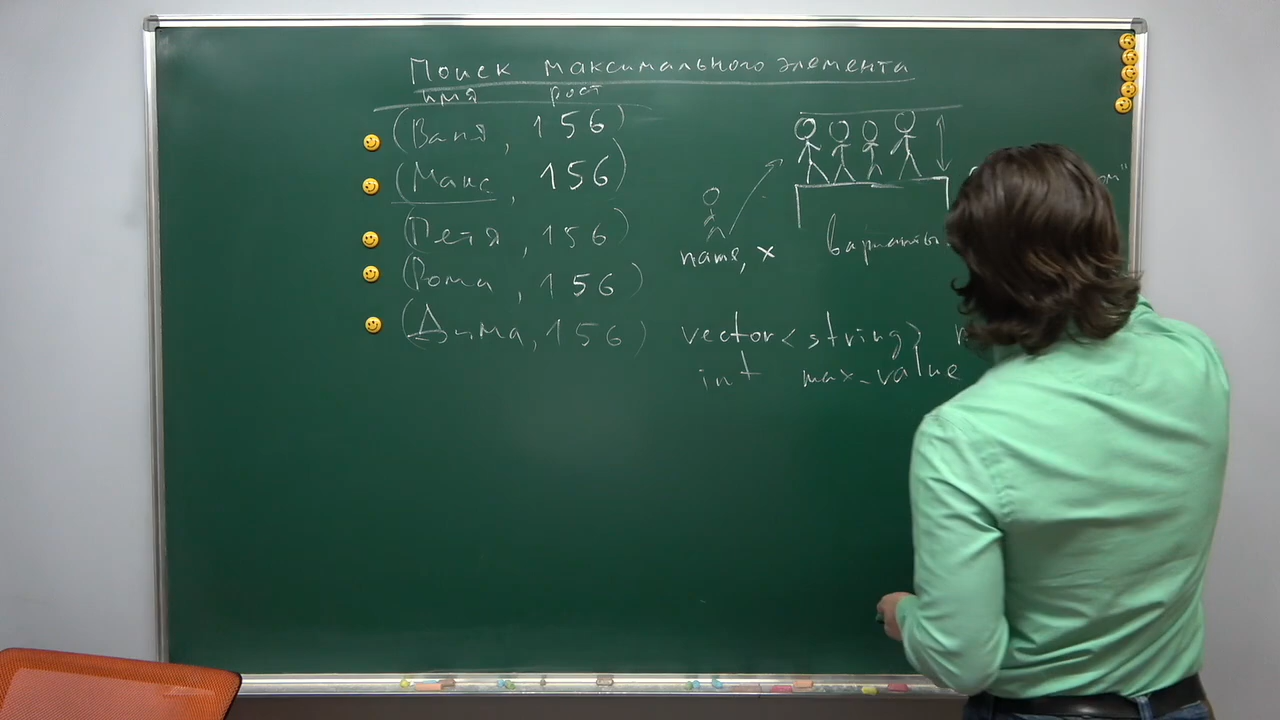 Поиск максимального элемента
имя рост
(Ваня, 156)
(Макс, 156)
(Петя, 156)
(Рома, 156)
(Дима, 156)
name, x
варианты
vector<string>
int max_value